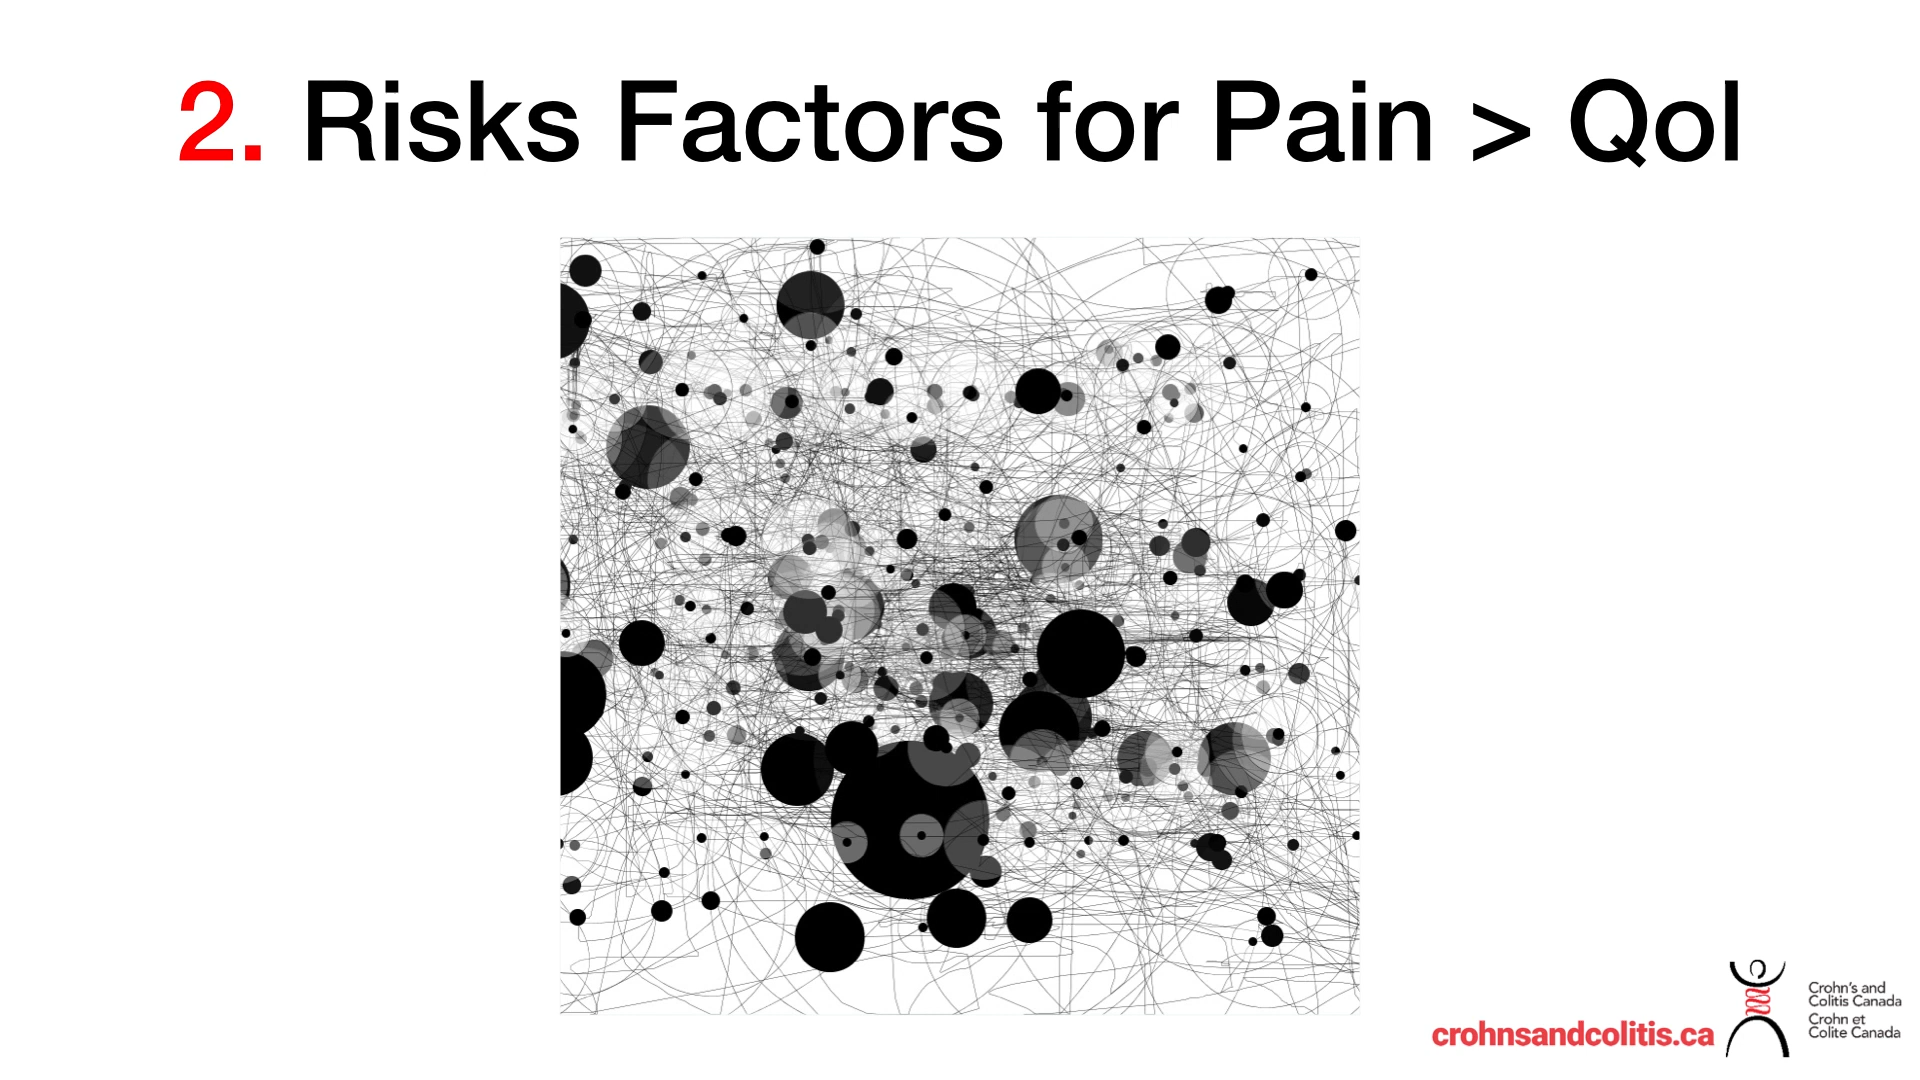 2. Risks Factors for Pain > Qol
crohnsandcolitis.ca
Crohn's and
Colitis Canada
Crohn et
Colite Canada